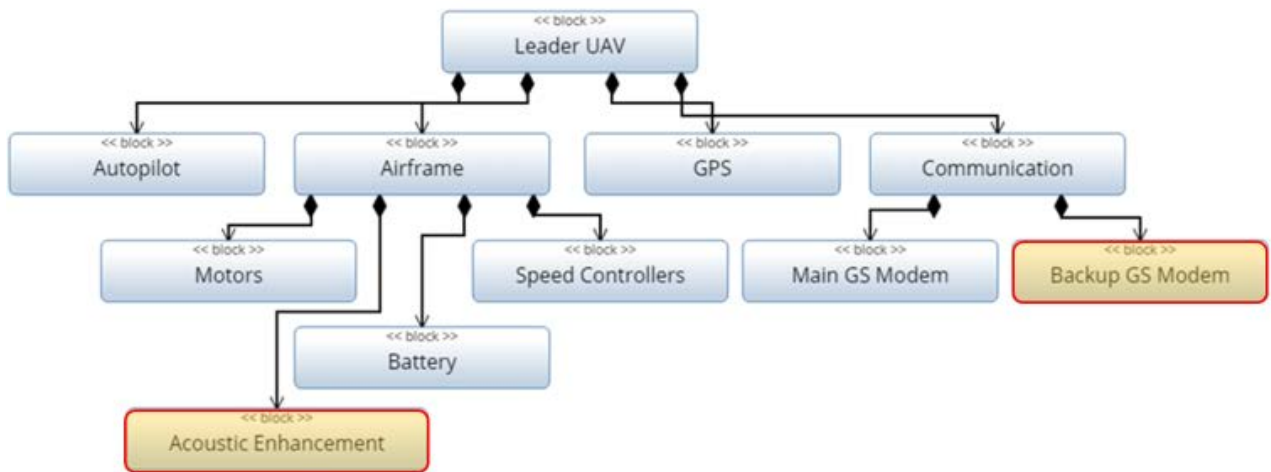 << block >>
Leader UAV
<< block >>
Autopilot
<< block >>
Airframe
<< block >>
GPS
<< block >>
Communication
<< block >>
Motors
<< block >>
Speed Controllers
<< block >>
Main GS Modem
<< block >>
Backup GS Modem
<< block >>
Battery
<< block >>
Acoustic Enhancement